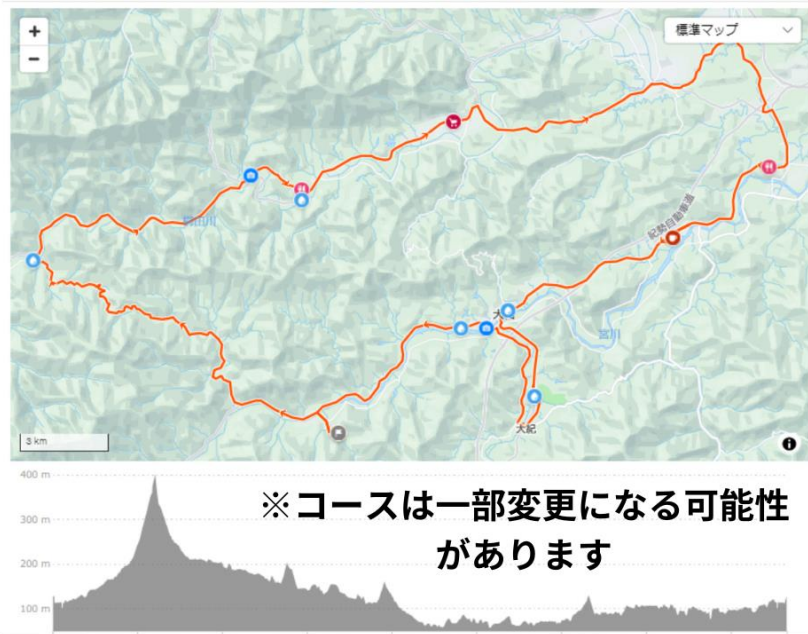 +
標準マップ
−
紀勢自動車道
宮川
大紀
3 km
400 m
300 m
200 m
100 m
※コースは一部変更になる可能性
があります